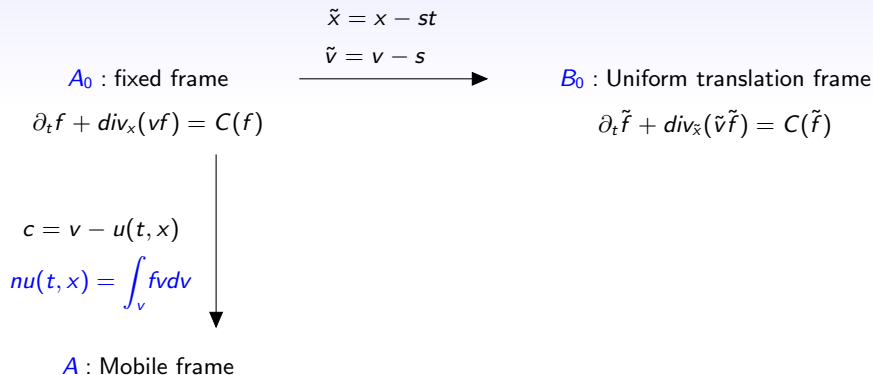 x̃ = x − st
ṽ = v − s
A₀ : fixed frame
B₀ : Uniform translation frame
∂ₜf + divₓ(vf) = C(f)
∂ₜf̃ + div_x̃(ṽf̃) = C(f̃)
c = v − u(t, x)
nu(t, x) = ∫ᵥ fvdv
A : Mobile frame